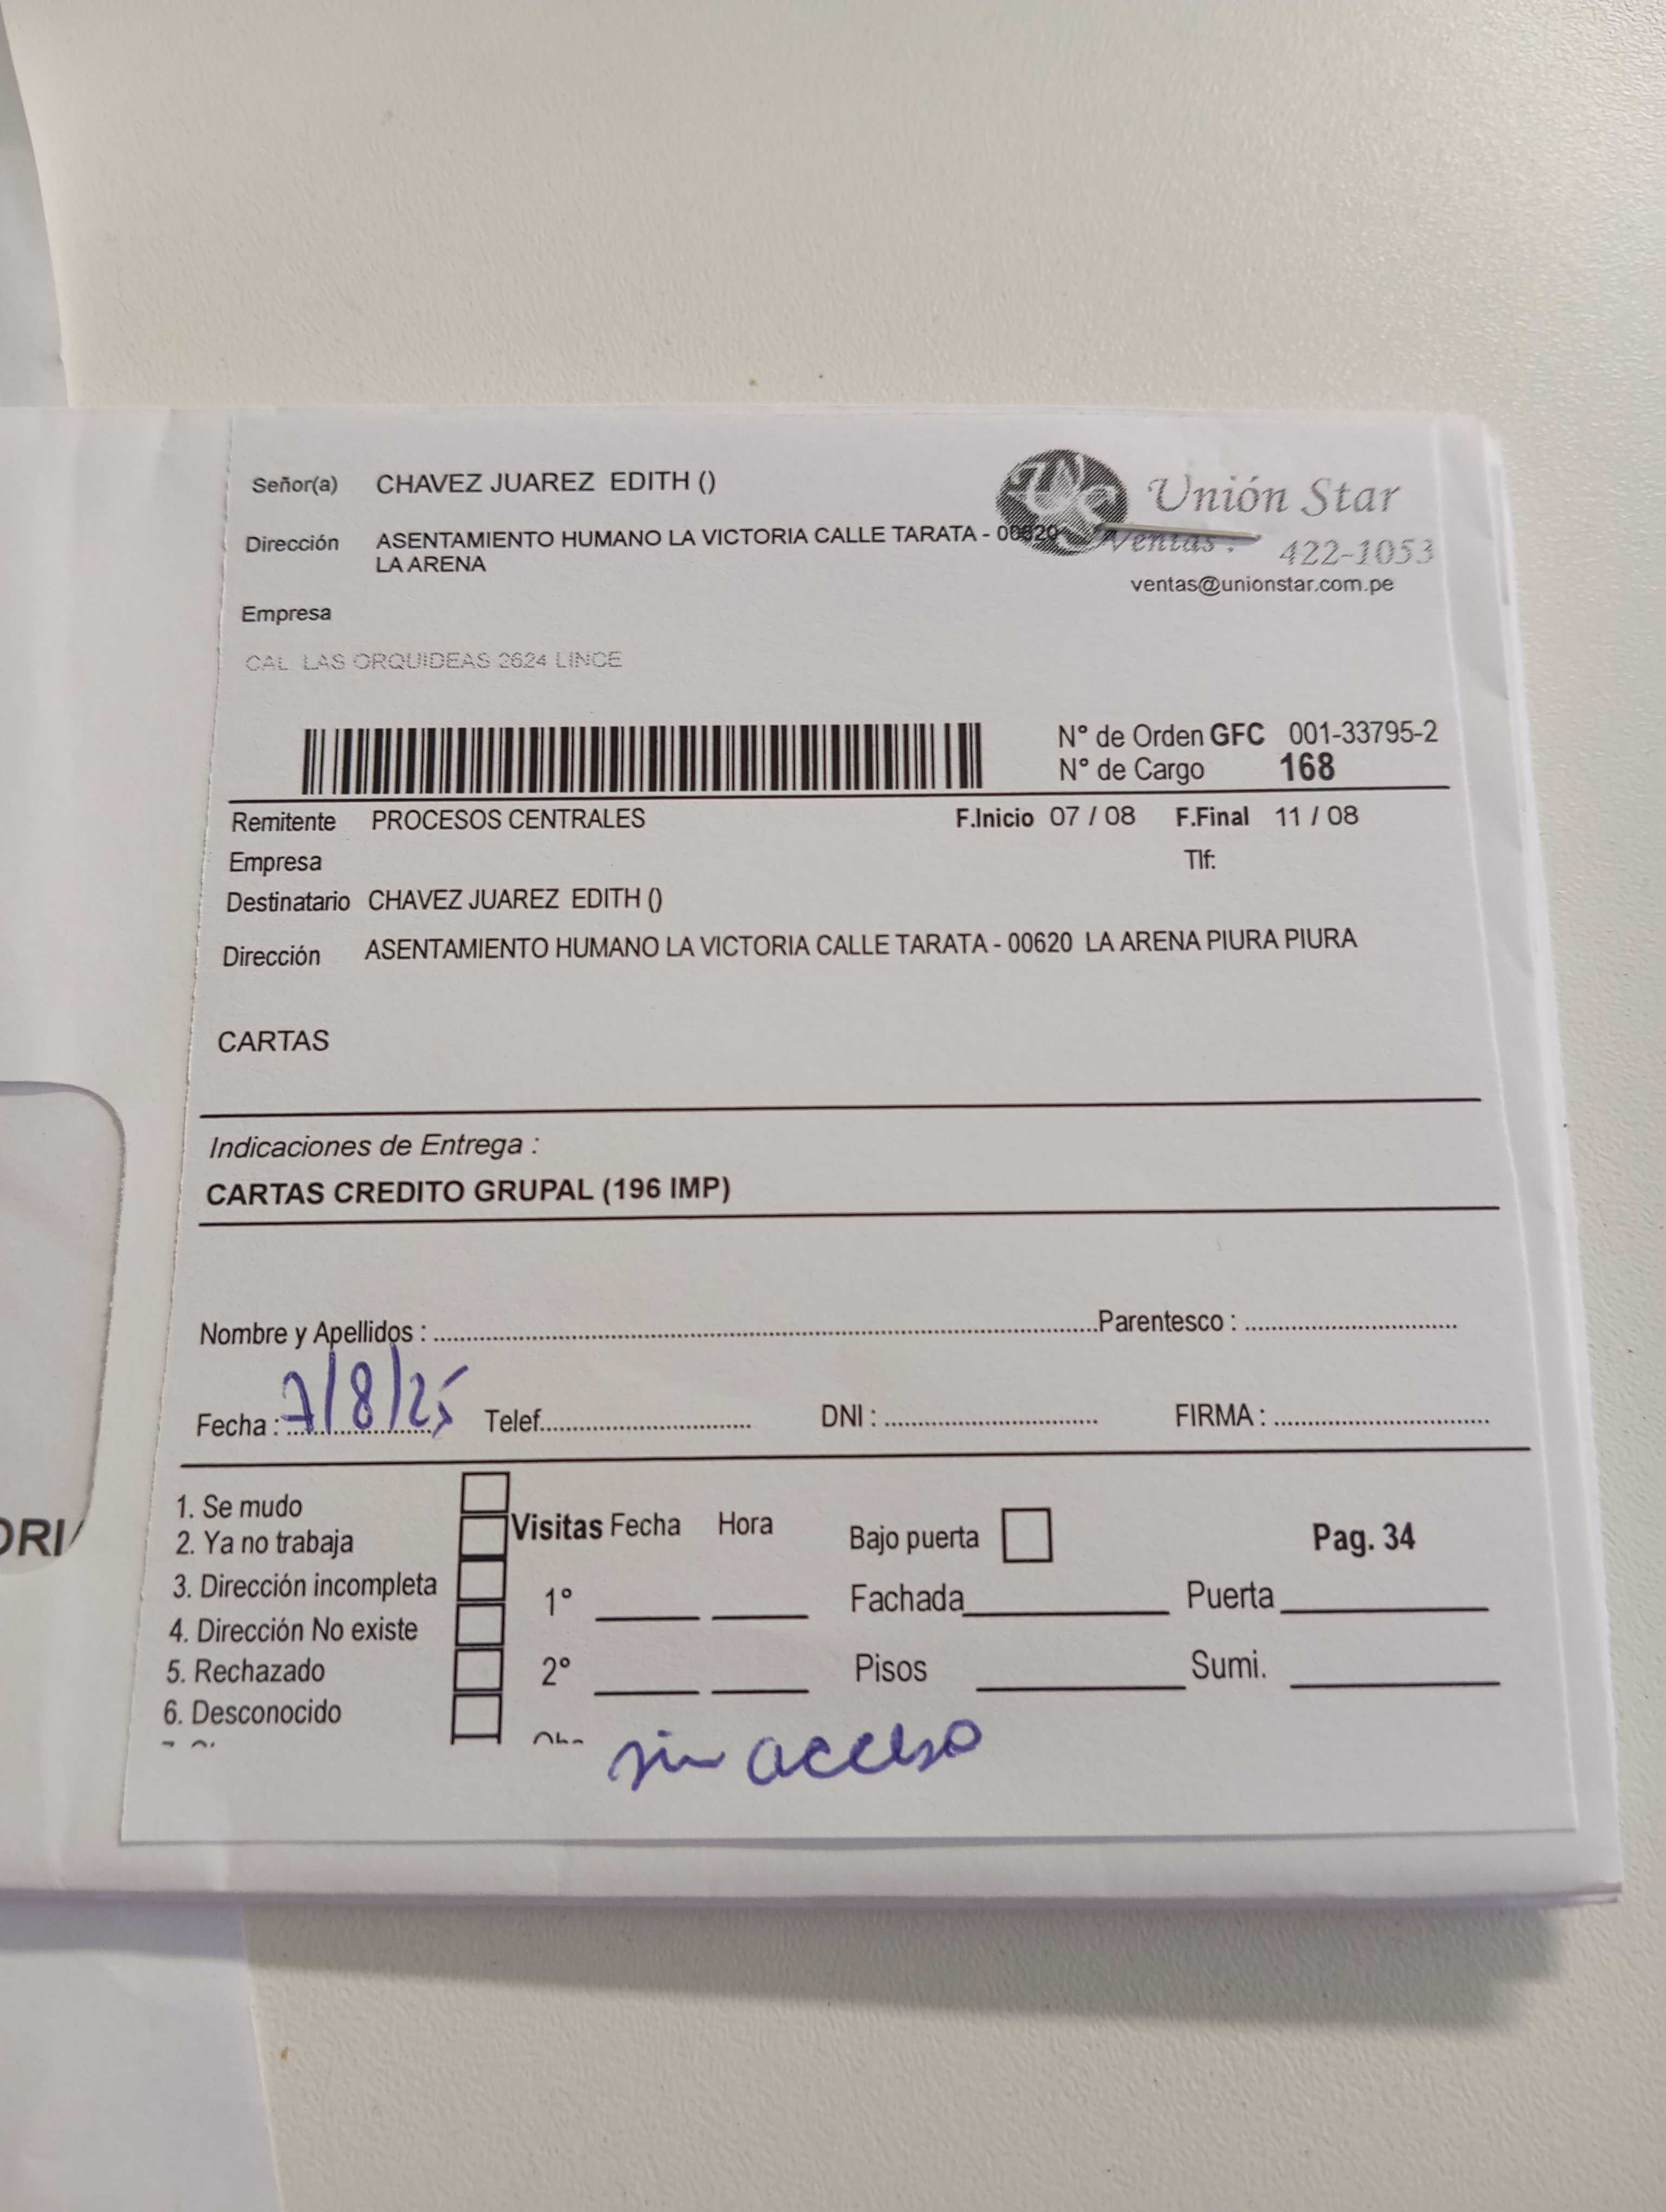 Señor(a) CHAVEZ JUAREZ EDITH ()
Unión Star
Dirección ASENTAMIENTO HUMANO LA VICTORIA CALLE TARATA - 00620
LA ARENA
Ventas : 422-1053
ventas@unionstar.com.pe
Empresa
CAL LAS ORQUIDEAS 2624 LINCE
N° de Orden GFC 001-33795-2
N° de Cargo 168
Remitente PROCESOS CENTRALES F.Inicio 07 / 08 F.Final 11 / 08
Empresa Tlf:
Destinatario CHAVEZ JUAREZ EDITH ()
Dirección ASENTAMIENTO HUMANO LA VICTORIA CALLE TARATA - 00620 LA ARENA PIURA PIURA
CARTAS
Indicaciones de Entrega :
CARTAS CREDITO GRUPAL (196 IMP)
Nombre y Apellidos : Parentesco :
Fecha : 7/8/25 Telef. DNI : FIRMA :
1. Se mudo
2. Ya no trabaja
3. Dirección incompleta
4. Dirección No existe
5. Rechazado
6. Desconocido
Visitas Fecha Hora
1°
2°
Bajo puerta
Fachada
Pisos
Pag. 34
Puerta
Sumi.
sin acceso